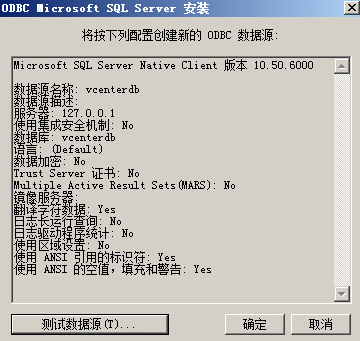 ODBC Microsoft SQL Server 安装
将按下列配置创建新的 ODBC 数据源:
Microsoft SQL Server Native Client 版本 10.50.6000
数据源名称: vcenterdb
数据源描述:
服务器: 127.0.0.1
使用集成安全机制: No
数据库: vcenterdb
语言: (Default)
数据加密: No
Trust Server 证书: No
Multiple Active Result Sets(MARS): No
镜像服务器:
翻译字符数据: Yes
日志长运行查询: No
日志驱动程序统计: No
使用区域设置: No
使用 ANSI 引用的标识符: Yes
使用 ANSI 的空值，填充和警告: Yes
测试数据源(T)...
确定
取消